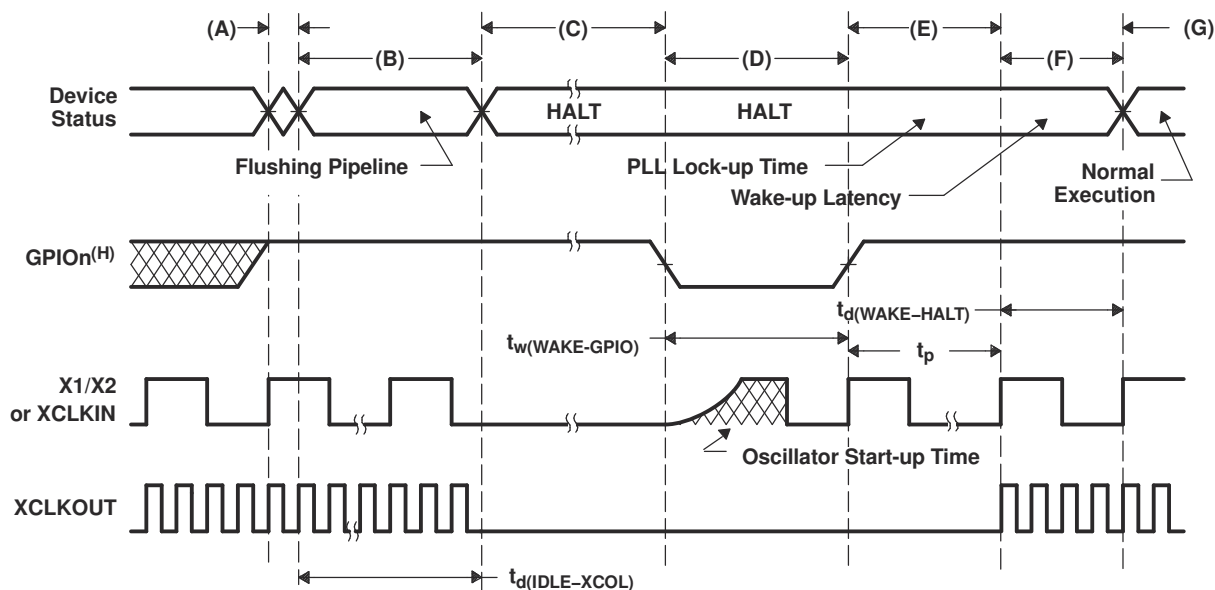 (A)
(C)
(E)
(G)
(B)
(D)
(F)
Device
Status
HALT
HALT
Flushing Pipeline
PLL Lock-up Time
Wake-up Latency
Normal
Execution
GPIOn(H)
td(WAKE−HALT)
tw(WAKE-GPIO)
tp
X1/X2
or XCLKIN
Oscillator Start-up Time
XCLKOUT
td(IDLE−XCOL)